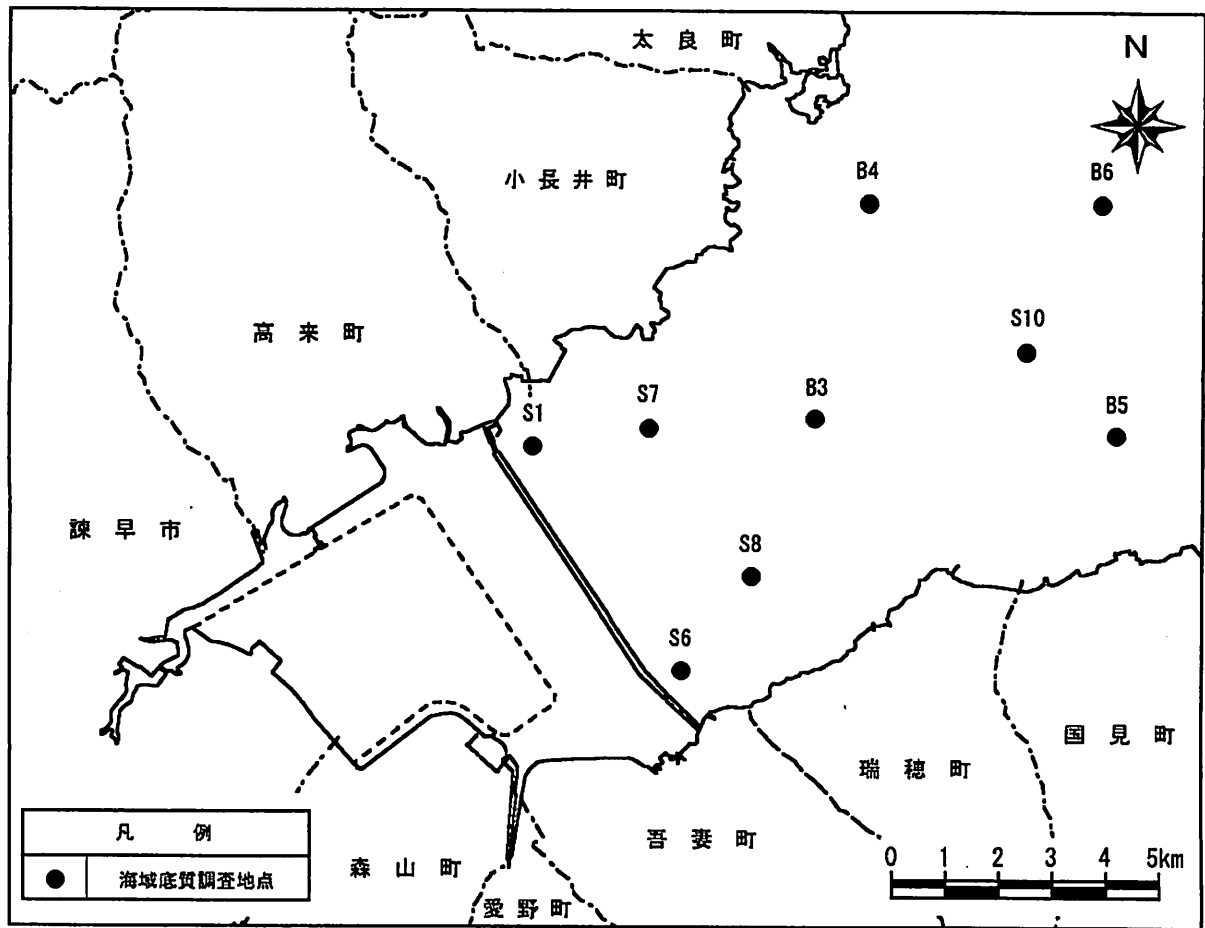 太良町
N
小長井町
B4
B6
S10
高来町
S7
B3
S1
B5
諫早市
S8
S6
国見町
瑞穂町
吾妻町
森山町
愛野町
凡 例
海域底質調査地点
0 1 2 3 4 5km